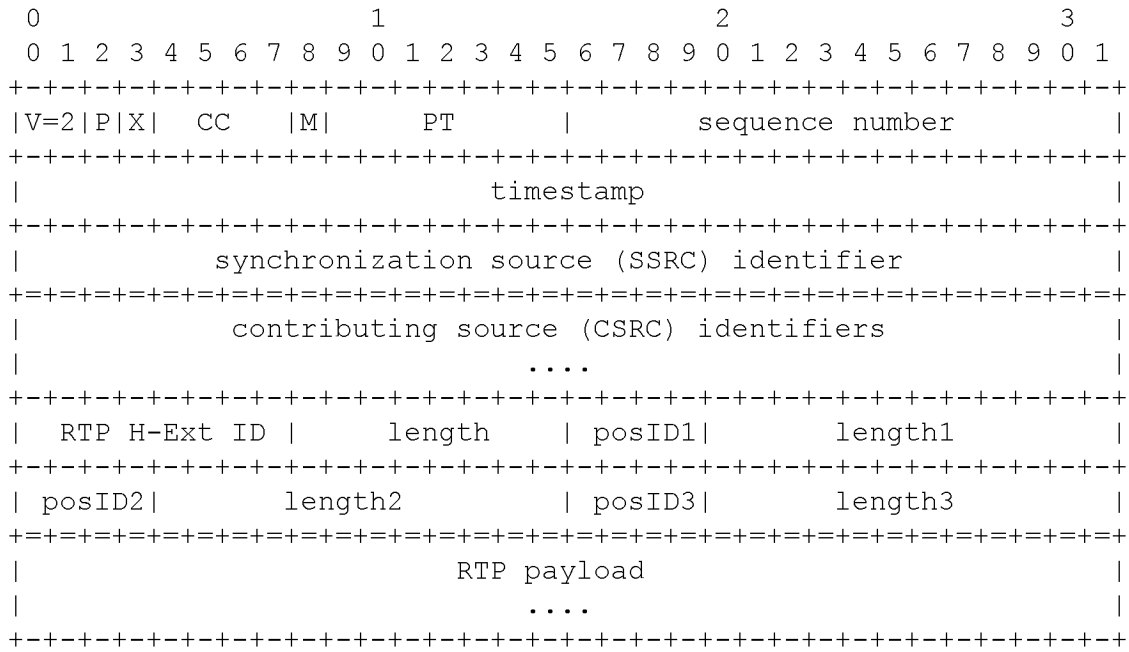 0                   1                   2                   3
 0 1 2 3 4 5 6 7 8 9 0 1 2 3 4 5 6 7 8 9 0 1 2 3 4 5 6 7 8 9 0 1
+-+-+-+-+-+-+-+-+-+-+-+-+-+-+-+-+-+-+-+-+-+-+-+-+-+-+-+-+-+-+-+-+
|V=2|P|X|  CC   |M|     PT      |       sequence number         |
+-+-+-+-+-+-+-+-+-+-+-+-+-+-+-+-+-+-+-+-+-+-+-+-+-+-+-+-+-+-+-+-+
|                           timestamp                           |
+-+-+-+-+-+-+-+-+-+-+-+-+-+-+-+-+-+-+-+-+-+-+-+-+-+-+-+-+-+-+-+-+
|           synchronization source (SSRC) identifier            |
+=+=+=+=+=+=+=+=+=+=+=+=+=+=+=+=+=+=+=+=+=+=+=+=+=+=+=+=+=+=+=+=+
|            contributing source (CSRC) identifiers             |
|                             ....                              |
+-+-+-+-+-+-+-+-+-+-+-+-+-+-+-+-+-+-+-+-+-+-+-+-+-+-+-+-+-+-+-+-+
|  RTP H-Ext ID |     length    | posID1|       length1         |
+-+-+-+-+-+-+-+-+-+-+-+-+-+-+-+-+-+-+-+-+-+-+-+-+-+-+-+-+-+-+-+-+
| posID2|       length2         | posID3|       length3         |
+=+=+=+=+=+=+=+=+=+=+=+=+=+=+=+=+=+=+=+=+=+=+=+=+=+=+=+=+=+=+=+=+
|                         RTP payload                           |
|                             ....                              |
+-+-+-+-+-+-+-+-+-+-+-+-+-+-+-+-+-+-+-+-+-+-+-+-+-+-+-+-+-+-+-+-+